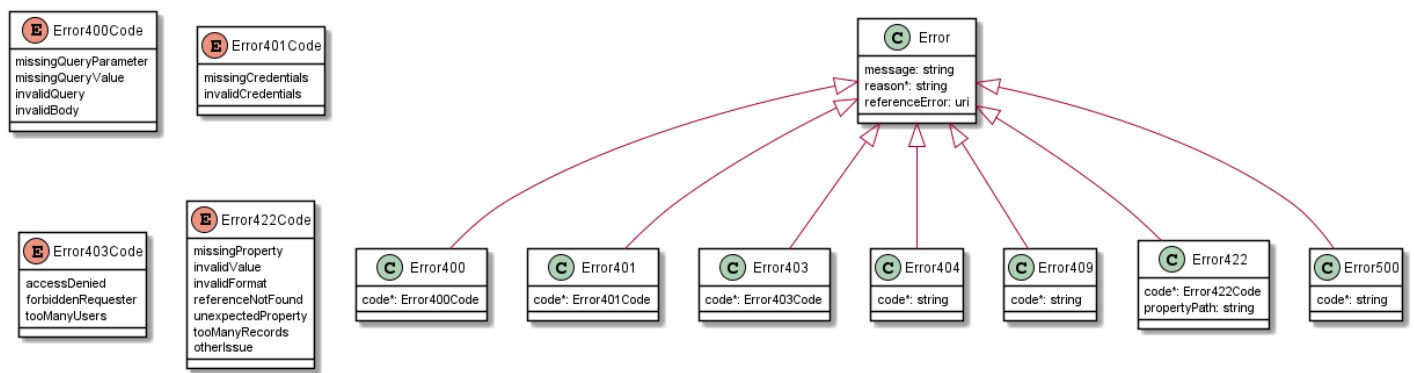 E Error400Code
missingQueryParameter
missingQueryValue
invalidQuery
invalidBody
E Error401Code
missingCredentials
invalidCredentials
C Error
message: string
reason*: string
referenceError: uri
E Error403Code
accessDenied
forbiddenRequester
tooManyUsers
E Error422Code
missingProperty
invalidValue
invalidFormat
referenceNotFound
unexpectedProperty
tooManyRecords
otherIssue
C Error400
code*: Error400Code
C Error401
code*: Error401Code
C Error403
code*: Error403Code
C Error404
code*: string
C Error409
code*: string
C Error422
code*: Error422Code
propertyPath: string
C Error500
code*: string